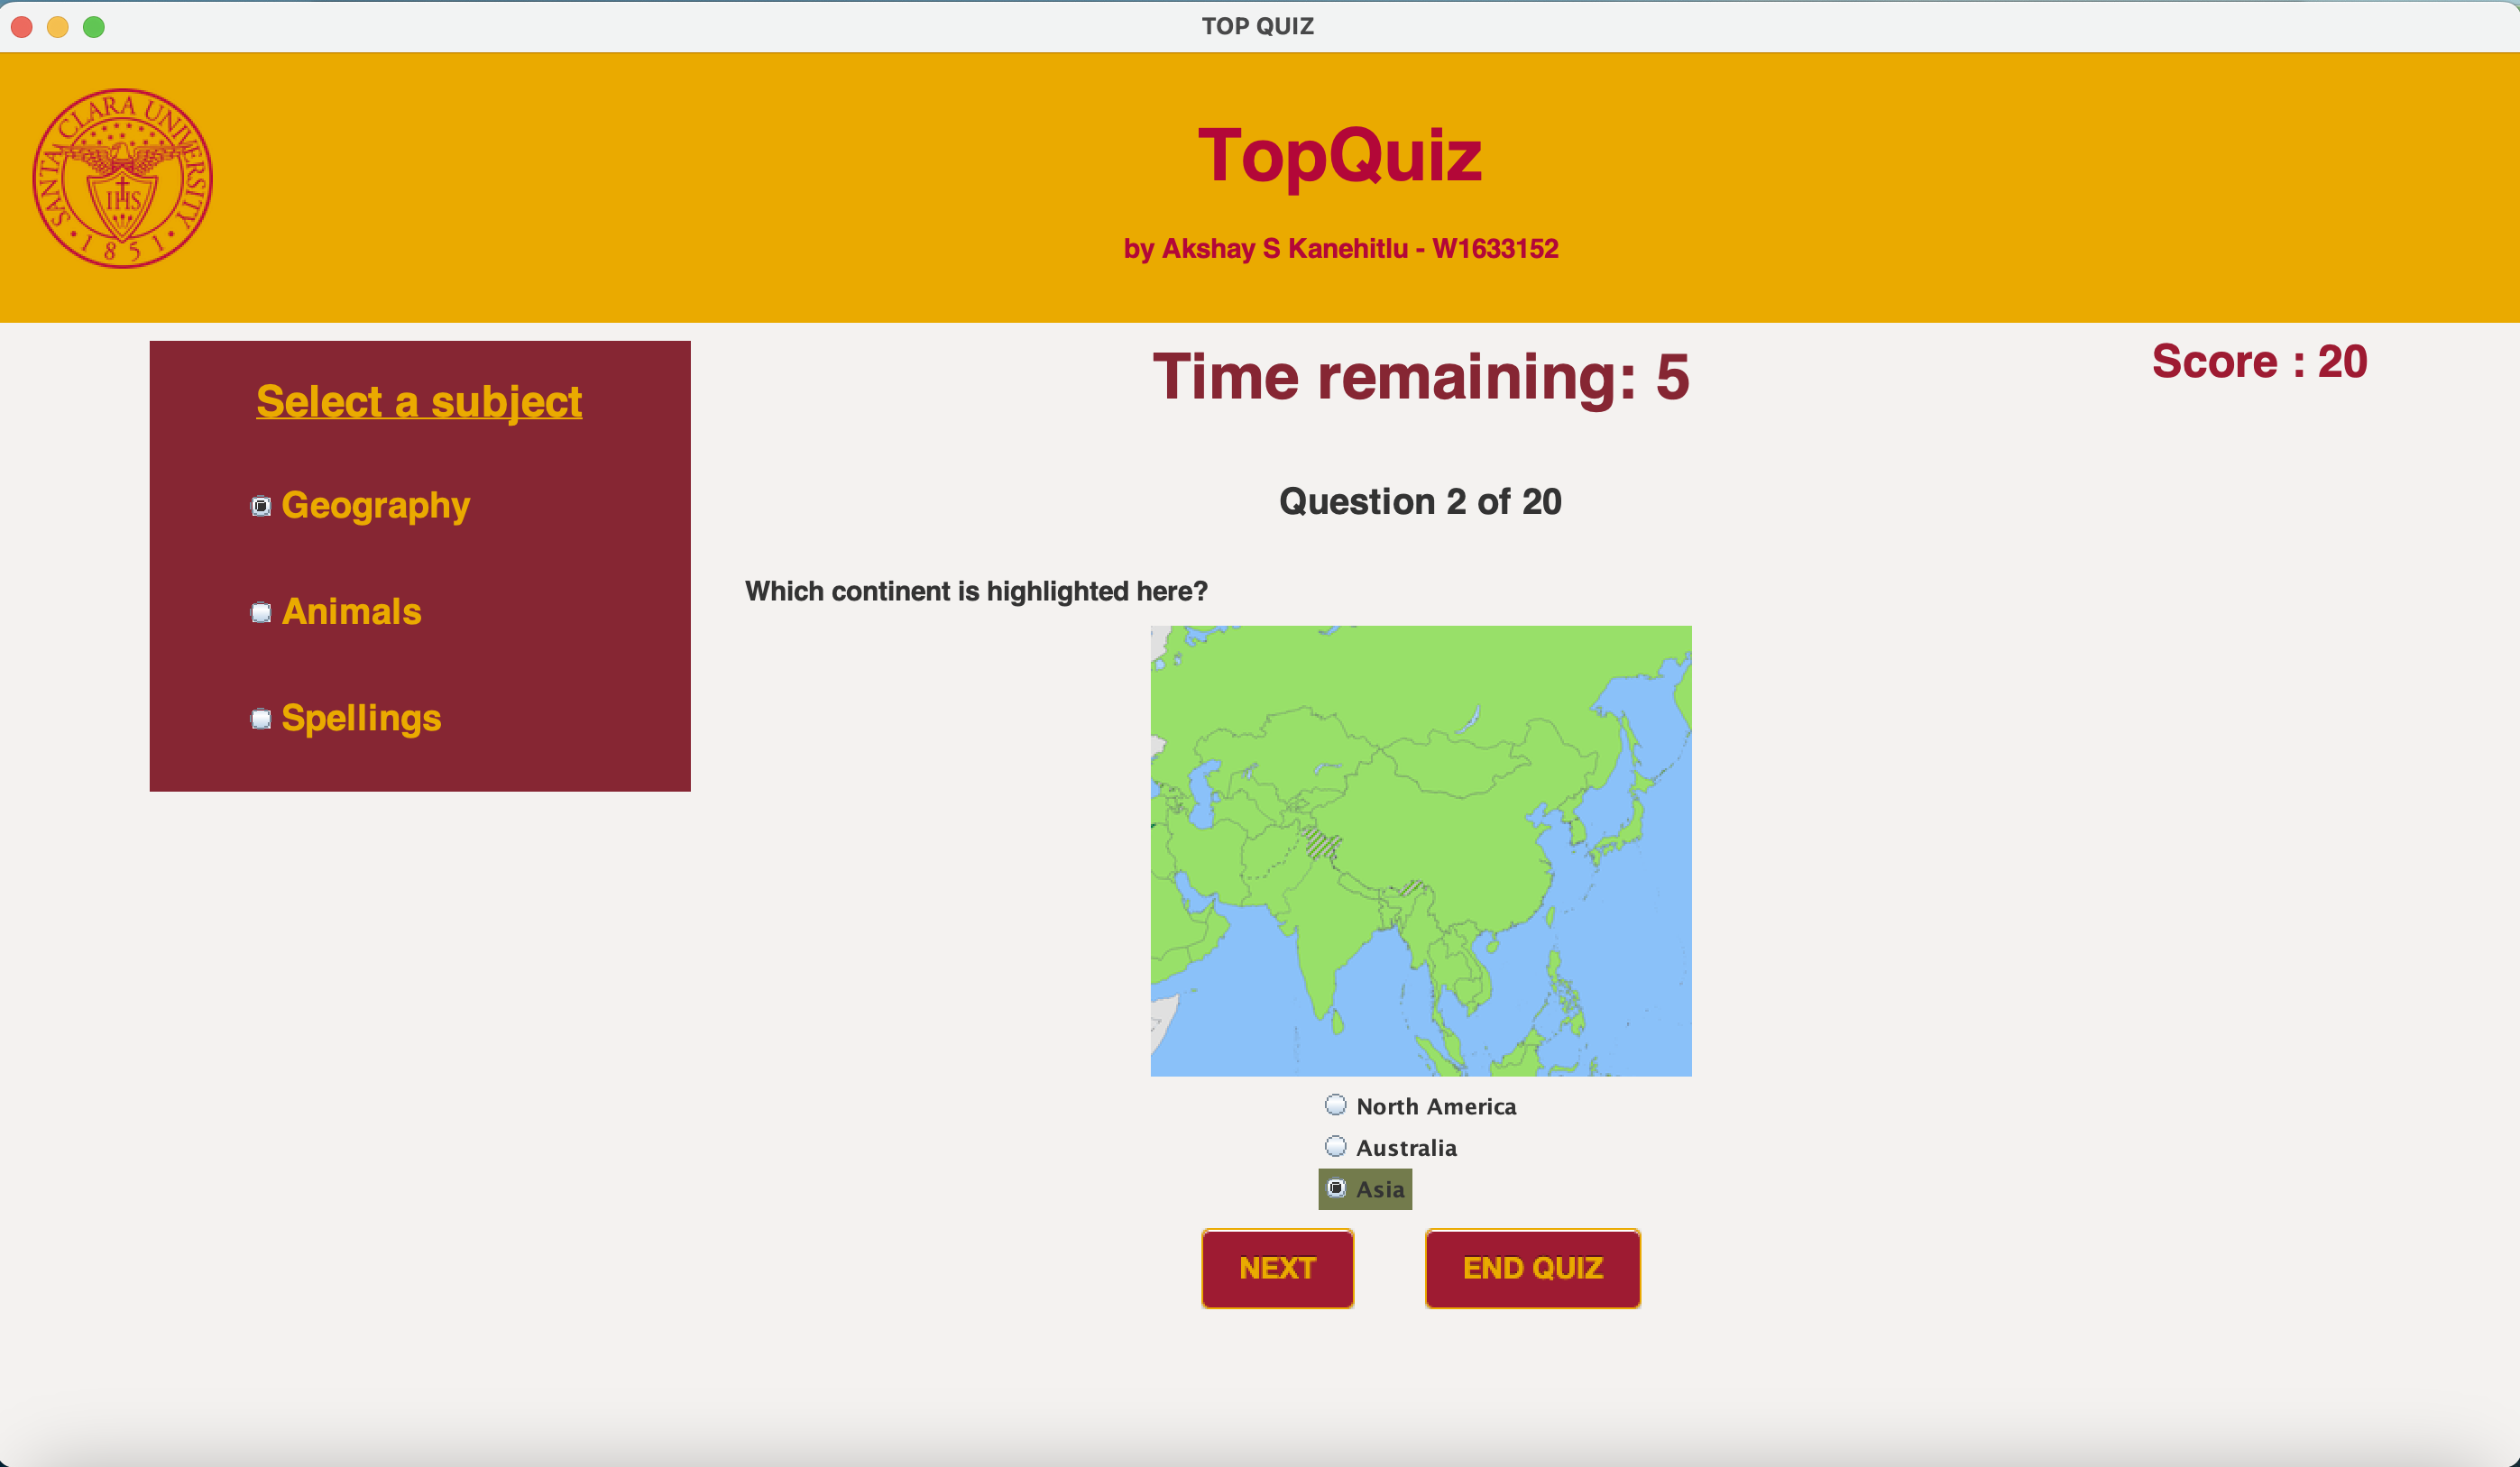 TOP QUIZ
SANTA CLARA UNIVERSITY
IHS
1851
TopQuiz
by Akshay S Kanehitlu - W1633152
Select a subject
Geography
Animals
Spellings
Time remaining: 5
Score : 20
Question 2 of 20
Which continent is highlighted here?
North America
Australia
Asia
NEXT
END QUIZ